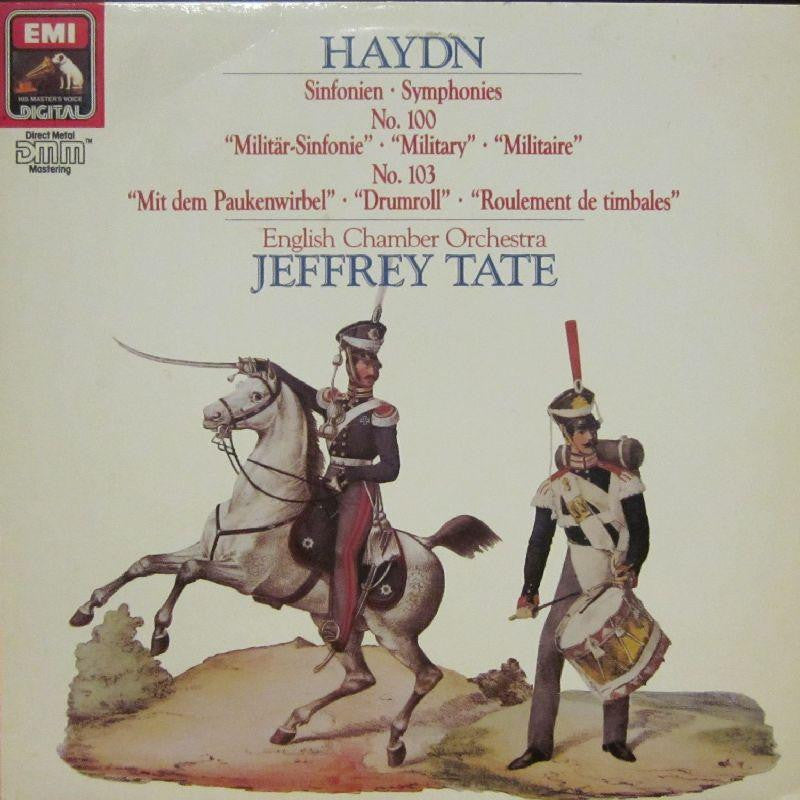 EMI
HIS MASTER'S VOICE
DIGITAL
Direct Metal
DMM™
Mastering
HAYDN
Sinfonien · Symphonies
No. 100
“Militär-Sinfonie” · “Military” · “Militaire”
No. 103
“Mit dem Paukenwirbel” · “Drumroll” · “Roulement de timbales”
English Chamber Orchestra
JEFFREY TATE